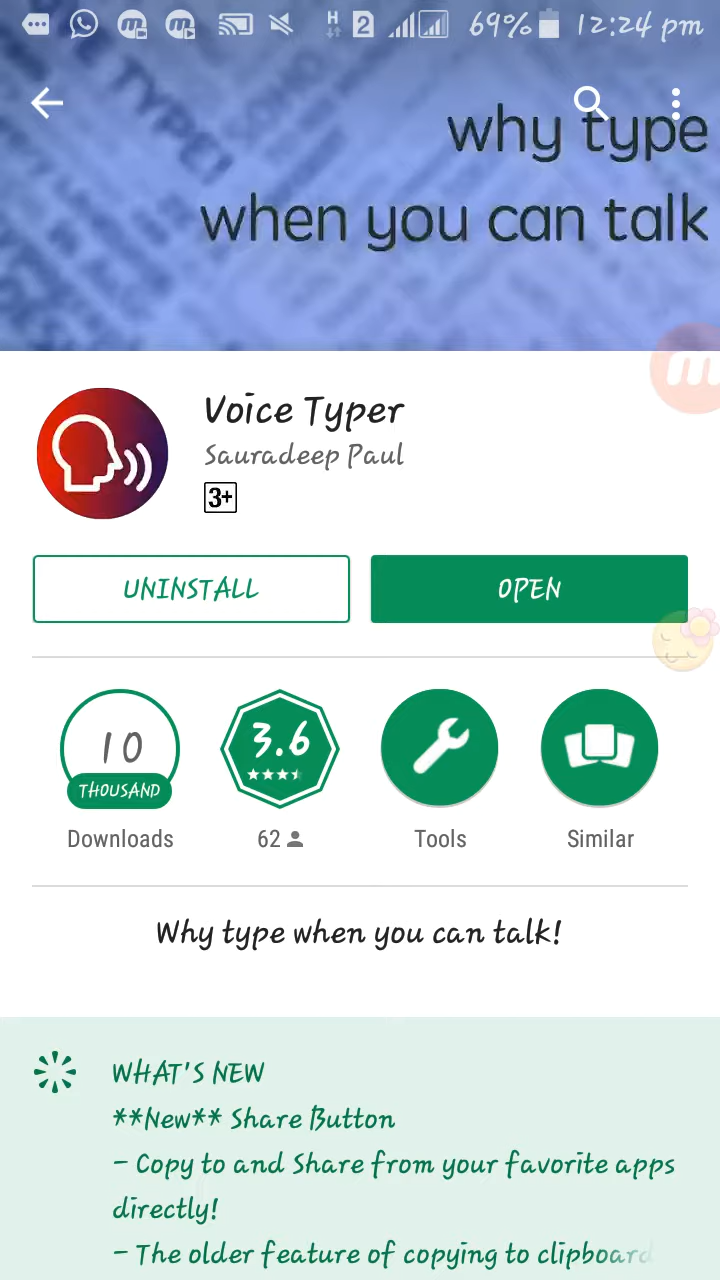 H 2 69% 12:24 pm
TYPE!
why type
when you can talk
m
Voice Typer
Sauradeep Paul
3+
UNINSTALL OPEN
10 3.6
THOUSAND
Downloads 62 Tools Similar
Why type when you can talk!
WHAT'S NEW
**New** Share Button
- Copy to and Share from your favorite apps
directly!
- The older feature of copying to clipboard